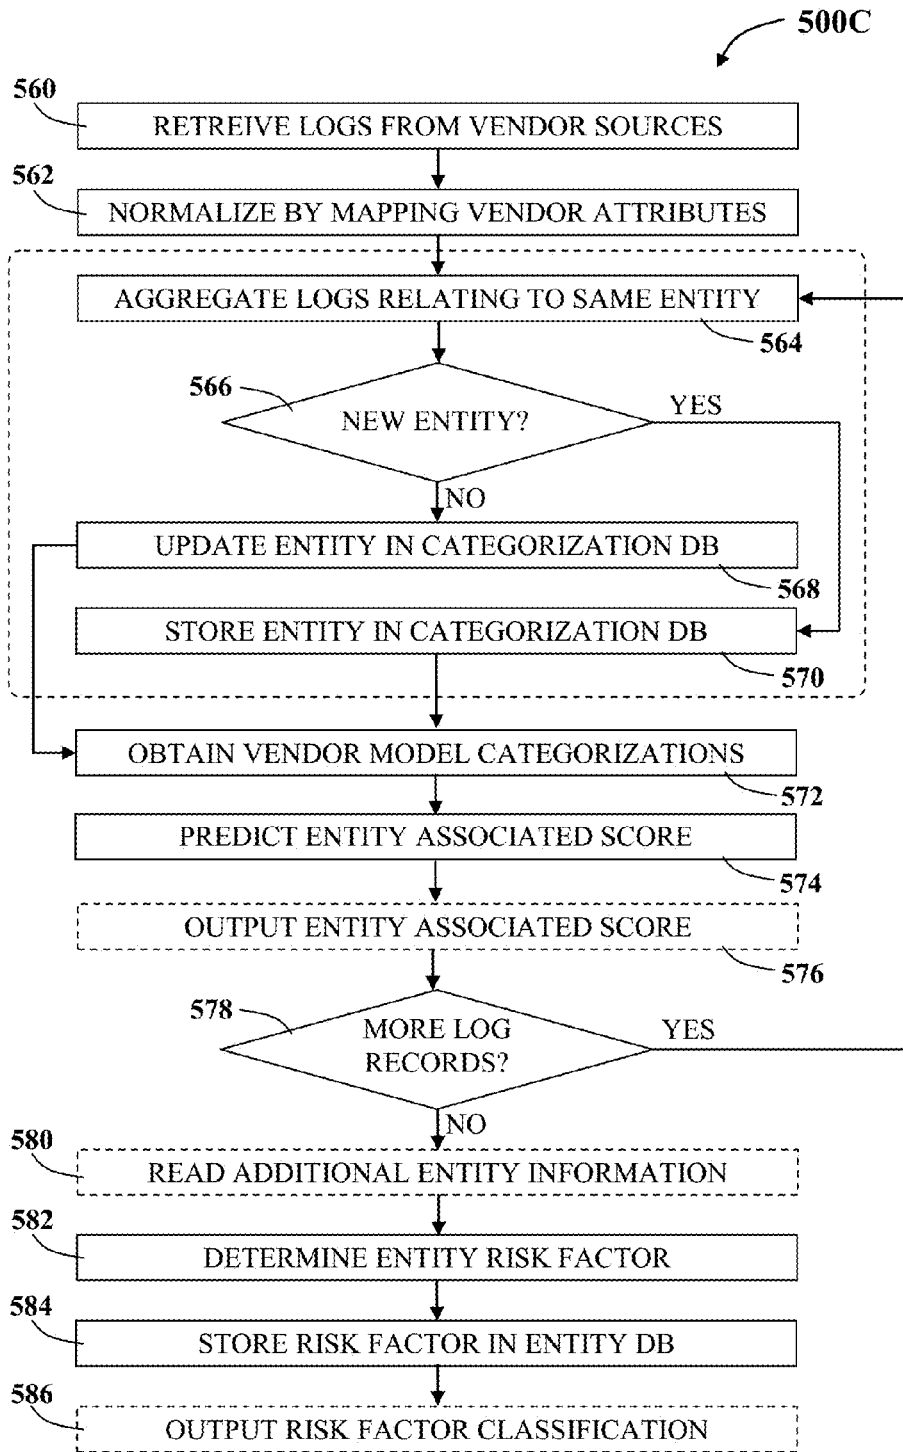 500C
560
RETREIVE LOGS FROM VENDOR SOURCES
562
NORMALIZE BY MAPPING VENDOR ATTRIBUTES
AGGREGATE LOGS RELATING TO SAME ENTITY
564
566
NEW ENTITY?
YES
NO
UPDATE ENTITY IN CATEGORIZATION DB
568
STORE ENTITY IN CATEGORIZATION DB
570
OBTAIN VENDOR MODEL CATEGORIZATIONS
572
PREDICT ENTITY ASSOCIATED SCORE
574
OUTPUT ENTITY ASSOCIATED SCORE
576
578
MORE LOG
RECORDS?
YES
NO
580
READ ADDITIONAL ENTITY INFORMATION
582
DETERMINE ENTITY RISK FACTOR
584
STORE RISK FACTOR IN ENTITY DB
586
OUTPUT RISK FACTOR CLASSIFICATION